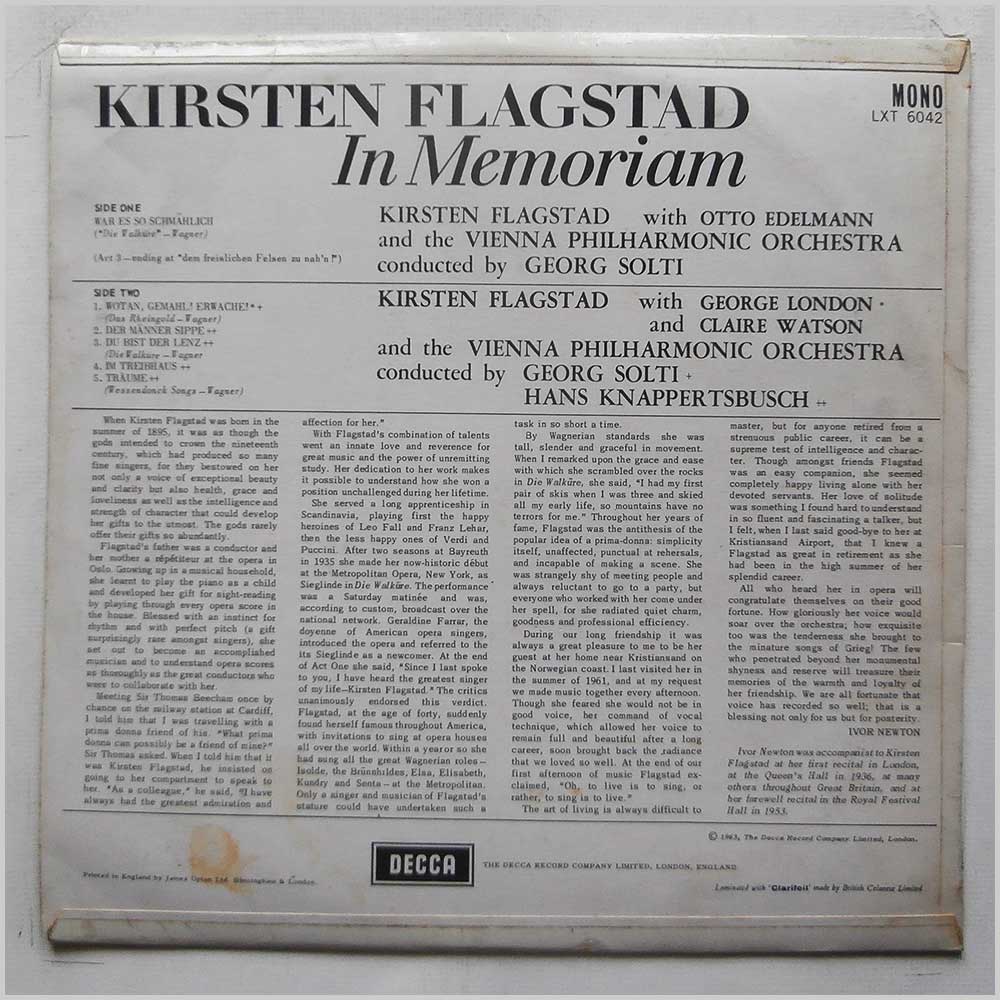 KIRSTEN FLAGSTAD
In Memoriam
MONO
LXT 6042
SIDE ONE
WAR ES SO SCHMÄHLICH
("Die Walküre" – Wagner)
(Act 3 – ending at "dem freislichen Felsen zu nah'n!")
KIRSTEN FLAGSTAD with OTTO EDELMANN
and the VIENNA PHILHARMONIC ORCHESTRA
conducted by GEORG SOLTI
SIDE TWO
1. WOTAN, GEMAHL! ERWACHE! * +
(Das Rheingold – Wagner)
2. DER MÄNNER SIPPE ++
3. DU BIST DER LENZ ++
(Die Walküre – Wagner
4. IM TREIBHAUS ++
5. TRÄUME ++
(Wessendonck Songs – Wagner)
KIRSTEN FLAGSTAD with GEORGE LONDON *
and CLAIRE WATSON
and the VIENNA PHILHARMONIC ORCHESTRA
conducted by GEORG SOLTI +
HANS KNAPPERTSBUSCH ++
When Kirsten Flagstad was born in the
summer of 1895, it was as though the
gods intended to crown the nineteenth
century, which had produced so many
fine singers, for they bestowed on her
not only a voice of exceptional beauty
and clarity but also health, grace and
loveliness as well as the intelligence and
strength of character that could develop
her gifts to the utmost. The gods rarely
offer their gifts so abundantly.
Flagstad's father was a conductor and
her mother a répétiteur at the opera in
Oslo. Growing up in a musical household,
she learnt to play the piano as a child
and developed her gift for sight-reading
by playing through every opera score in
the house. Blessed with an instinct for
rhythm and with perfect pitch (a gift
surprisingly rare amongst singers), she
set out to become an accomplished
musician and to understand opera scores
as thoroughly as the great conductors who
were to collaborate with her.
Meeting Sir Thomas Beecham once by
chance on the railway station at Cardiff,
I told him that I was travelling with a
prima donna friend of his. "What prima
donna can possibly be a friend of mine?"
Sir Thomas asked. When I told him that it
was Kirsten Flagstad, he insisted on
going to her compartment to speak to
her. "As a colleague," he said, "I have
always had the greatest admiration and
affection for her."
With Flagstad's combination of talents
went an innate love and reverence for
great music and the power of unremitting
study. Her dedication to her work makes
it possible to understand how she won a
position unchallenged during her lifetime.
She served a long apprenticeship in
Scandinavia, playing first the happy
heroines of Leo Fall and Franz Lehar,
then the less happy ones of Verdi and
Puccini. After two seasons at Bayreuth
in 1935 she made her now-historic début
at the Metropolitan Opera, New York, as
Sieglinde in Die Walküre. The performance
was a Saturday matinée and was,
according to custom, broadcast over the
national network. Geraldine Farrar, the
doyenne of American opera singers,
introduced the opera and referred to the
its Sieglinde as a newcomer. At the end
of Act One she said, "Since I last spoke
to you, I have heard the greatest singer
of my life–Kirsten Flagstad." The critics
unanimously endorsed this verdict.
Flagstad, at the age of forty, suddenly
found herself famous throughout America,
with invitations to sing at opera houses
all over the world. Within a year so she
had sung all the great Wagnerian roles–
Isolde, the Brünnhildes, Elsa, Elisabeth,
Kundry and Senta – at the Metropolitan.
Only a singer and musician of Flagstad's
stature could have undertaken such a
task in so short a time.
By Wagnerian standards she was
tall, slender and graceful in movement.
When I remarked upon the grace and ease
with which she scrambled over the rocks
in Die Walküre, she said, "I had my first
pair of skis when I was three and skied
all my early life, so mountains have no
terrors for me." Throughout her years of
fame, Flagstad was the antithesis of the
popular idea of a prima-donna: simplicity
itself, unaffected, punctual at rehersals,
and incapable of making a scene. She
was strangely shy of meeting people and
always reluctant to go to a party, but
everyone who worked with her come under
her spell, for she radiated quiet charm,
goodness and professional efficiency.
During our long friendship it was
always a great pleasure to me to be her
guest at her home near Kristiansand on
the Norwegian coast. I last visited her in
the summer of 1961, and at my request
we made music together every afternoon.
Though she feared she would not be in
good voice, her command of vocal
technique, which allowed her voice to
remain full and beautiful after a long
career, soon brought back the radiance
that we loved so well. At the end of our
first afternoon of music Flagstad ex-
claimed, "Oh, to live is to sing, or
rather, to sing is to live."
The art of living is always difficult to
master, but for anyone retired from a
strenuous public career, it can be a
supreme test of intelligence and charac-
ter. Though amongst friends Flagstad
was an easy companion, she seemed
completely happy living alone with her
devoted servants. Her love of solitude
was something I found hard to understand
in so fluent and fascinating a talker, but
I felt, when I last said good-bye to her at
Kristiansand Airport, that I knew a
Flagstad as great in retirement as she
had been in the high summer of her
splendid career.
All who heard her in opera will
congratulate themselves on their good
fortune. How gloriously her voice would
soar over the orchestra; how exquisite
too was the tenderness she brought to
the minature songs of Grieg! The few
who penetrated beyond her monumental
shyness and reserve will treasure their
memories of the warmth and loyalty of
her friendship. We are all fortunate that
voice has recorded so well; that is a
blessing not only for us but for posterity.
IVOR NEWTON
Ivor Newton was accompanist to Kirsten
Flagstad at her first recital in London,
at the Queen's Hall in 1936, at many
others throughout Great Britain, and at
her farewell recital in the Royal Festival
Hall in 1953.
© 1963, The Decca Record Company Limited, London.
DECCA
THE DECCA RECORD COMPANY LIMITED, LONDON, ENGLAND
Printed in England by James Upton Ltd. Birmingham & London.
Laminated with 'Clarifoil' made by British Celanese Limited